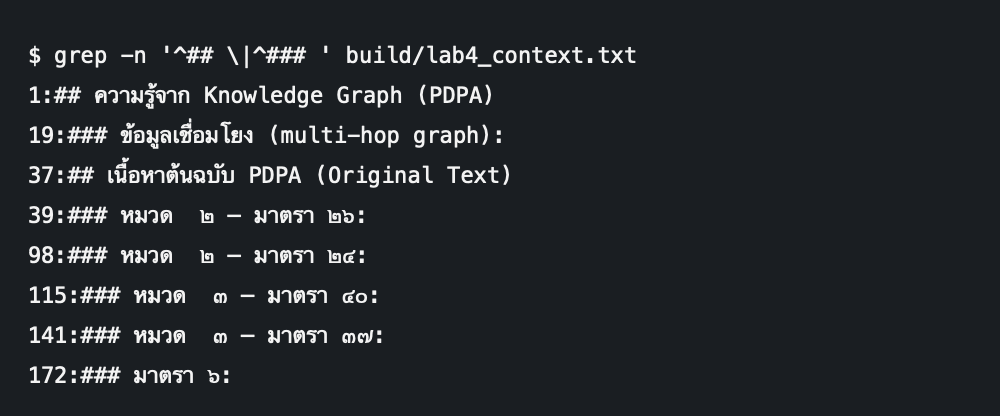 $ grep -n '^## \|^### ' build/lab4_context.txt
1:## ความรู้จาก Knowledge Graph (PDPA)
19:### ข้อมูลเชื่อมโยง (multi-hop graph):
37:## เนื้อหาต้นฉบับ PDPA (Original Text)
39:### หมวด  ๒ — มาตรา ๒๖:
98:### หมวด  ๒ — มาตรา ๒๔:
115:### หมวด  ๓ — มาตรา ๔๐:
141:### หมวด  ๓ — มาตรา ๓๗:
172:### มาตรา ๖: